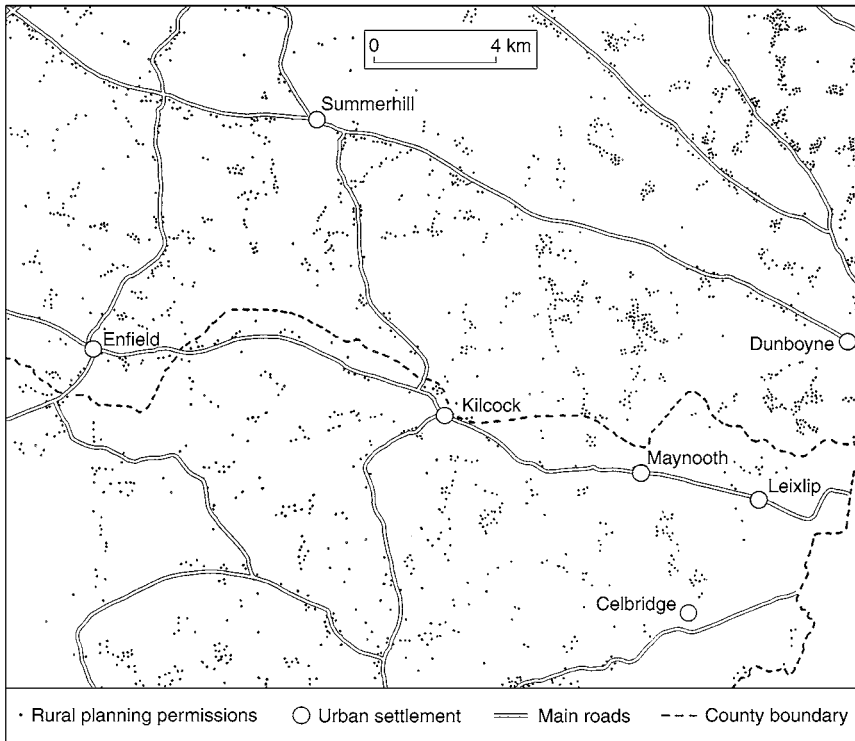 0 4 km
Summerhill
Enfield
Dunboyne
Kilcock
Maynooth
Leixlip
Celbridge
Rural planning permissions Urban settlement Main roads County boundary